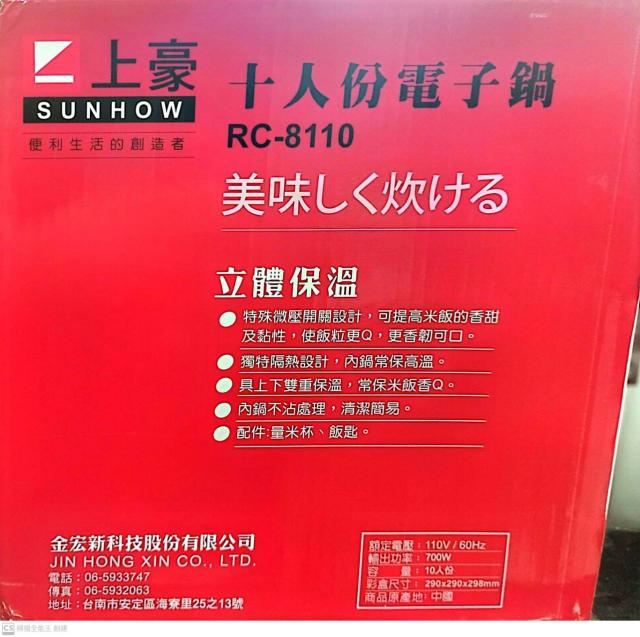 上豪
SUNHOW
便利生活的創造者
十人份電子鍋
RC-8110
美味しく炊ける
立體保溫
特殊微壓開關設計，可提高米飯的香甜
及黏性，使飯粒更Q，更香韌可口。
獨特隔熱設計，內鍋常保高溫。
具上下雙重保溫，常保米飯香Q。
內鍋不沾處理，清潔簡易。
配件:量米杯、飯匙。
金宏新科技股份有限公司
JIN HONG XIN CO., LTD.
電話：06-5933747
傳真：06-5932063
地址：台南市安定區海寮里25之13號
額定電壓：110V / 60Hz
輸出功率：700W
容量：10人份
彩盒尺寸：290x290x298mm
商品原產地: 中國
CS 掃描全能王 創建